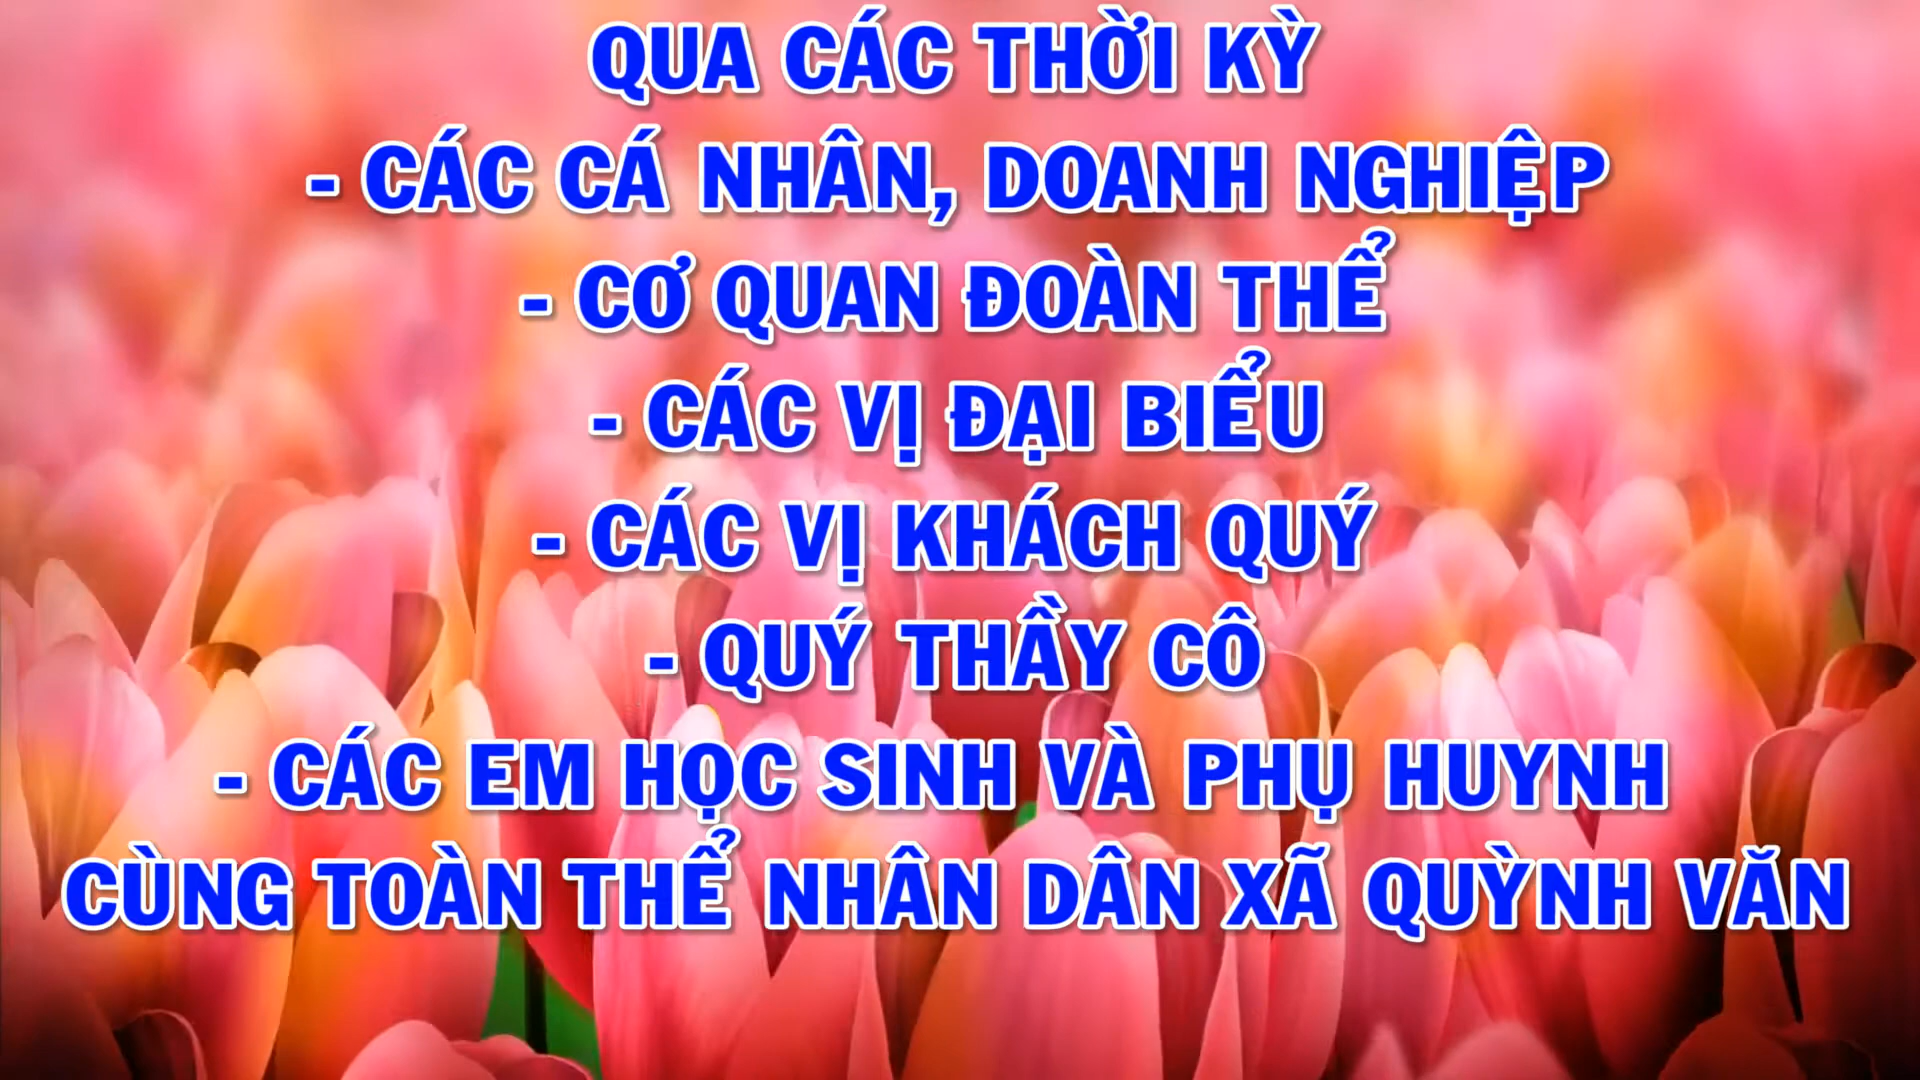 QUA CÁC THỜI KỲ
- CÁC CÁ NHÂN, DOANH NGHIỆP
- CƠ QUAN ĐOÀN THỂ
- CÁC VỊ ĐẠI BIỂU
- CÁC VỊ KHÁCH QUÝ
- QUÝ THẦY CÔ
- CÁC EM HỌC SINH VÀ PHỤ HUYNH
CÙNG TOÀN THỂ NHÂN DÂN XÃ QUỲNH VĂN